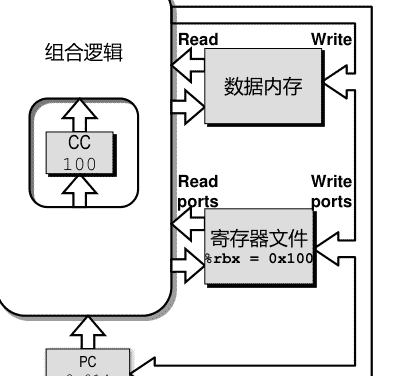 Read Write
组合逻辑
数据内存
CC
100
Read Write
ports ports
寄存器文件
%rbx = 0x100
PC